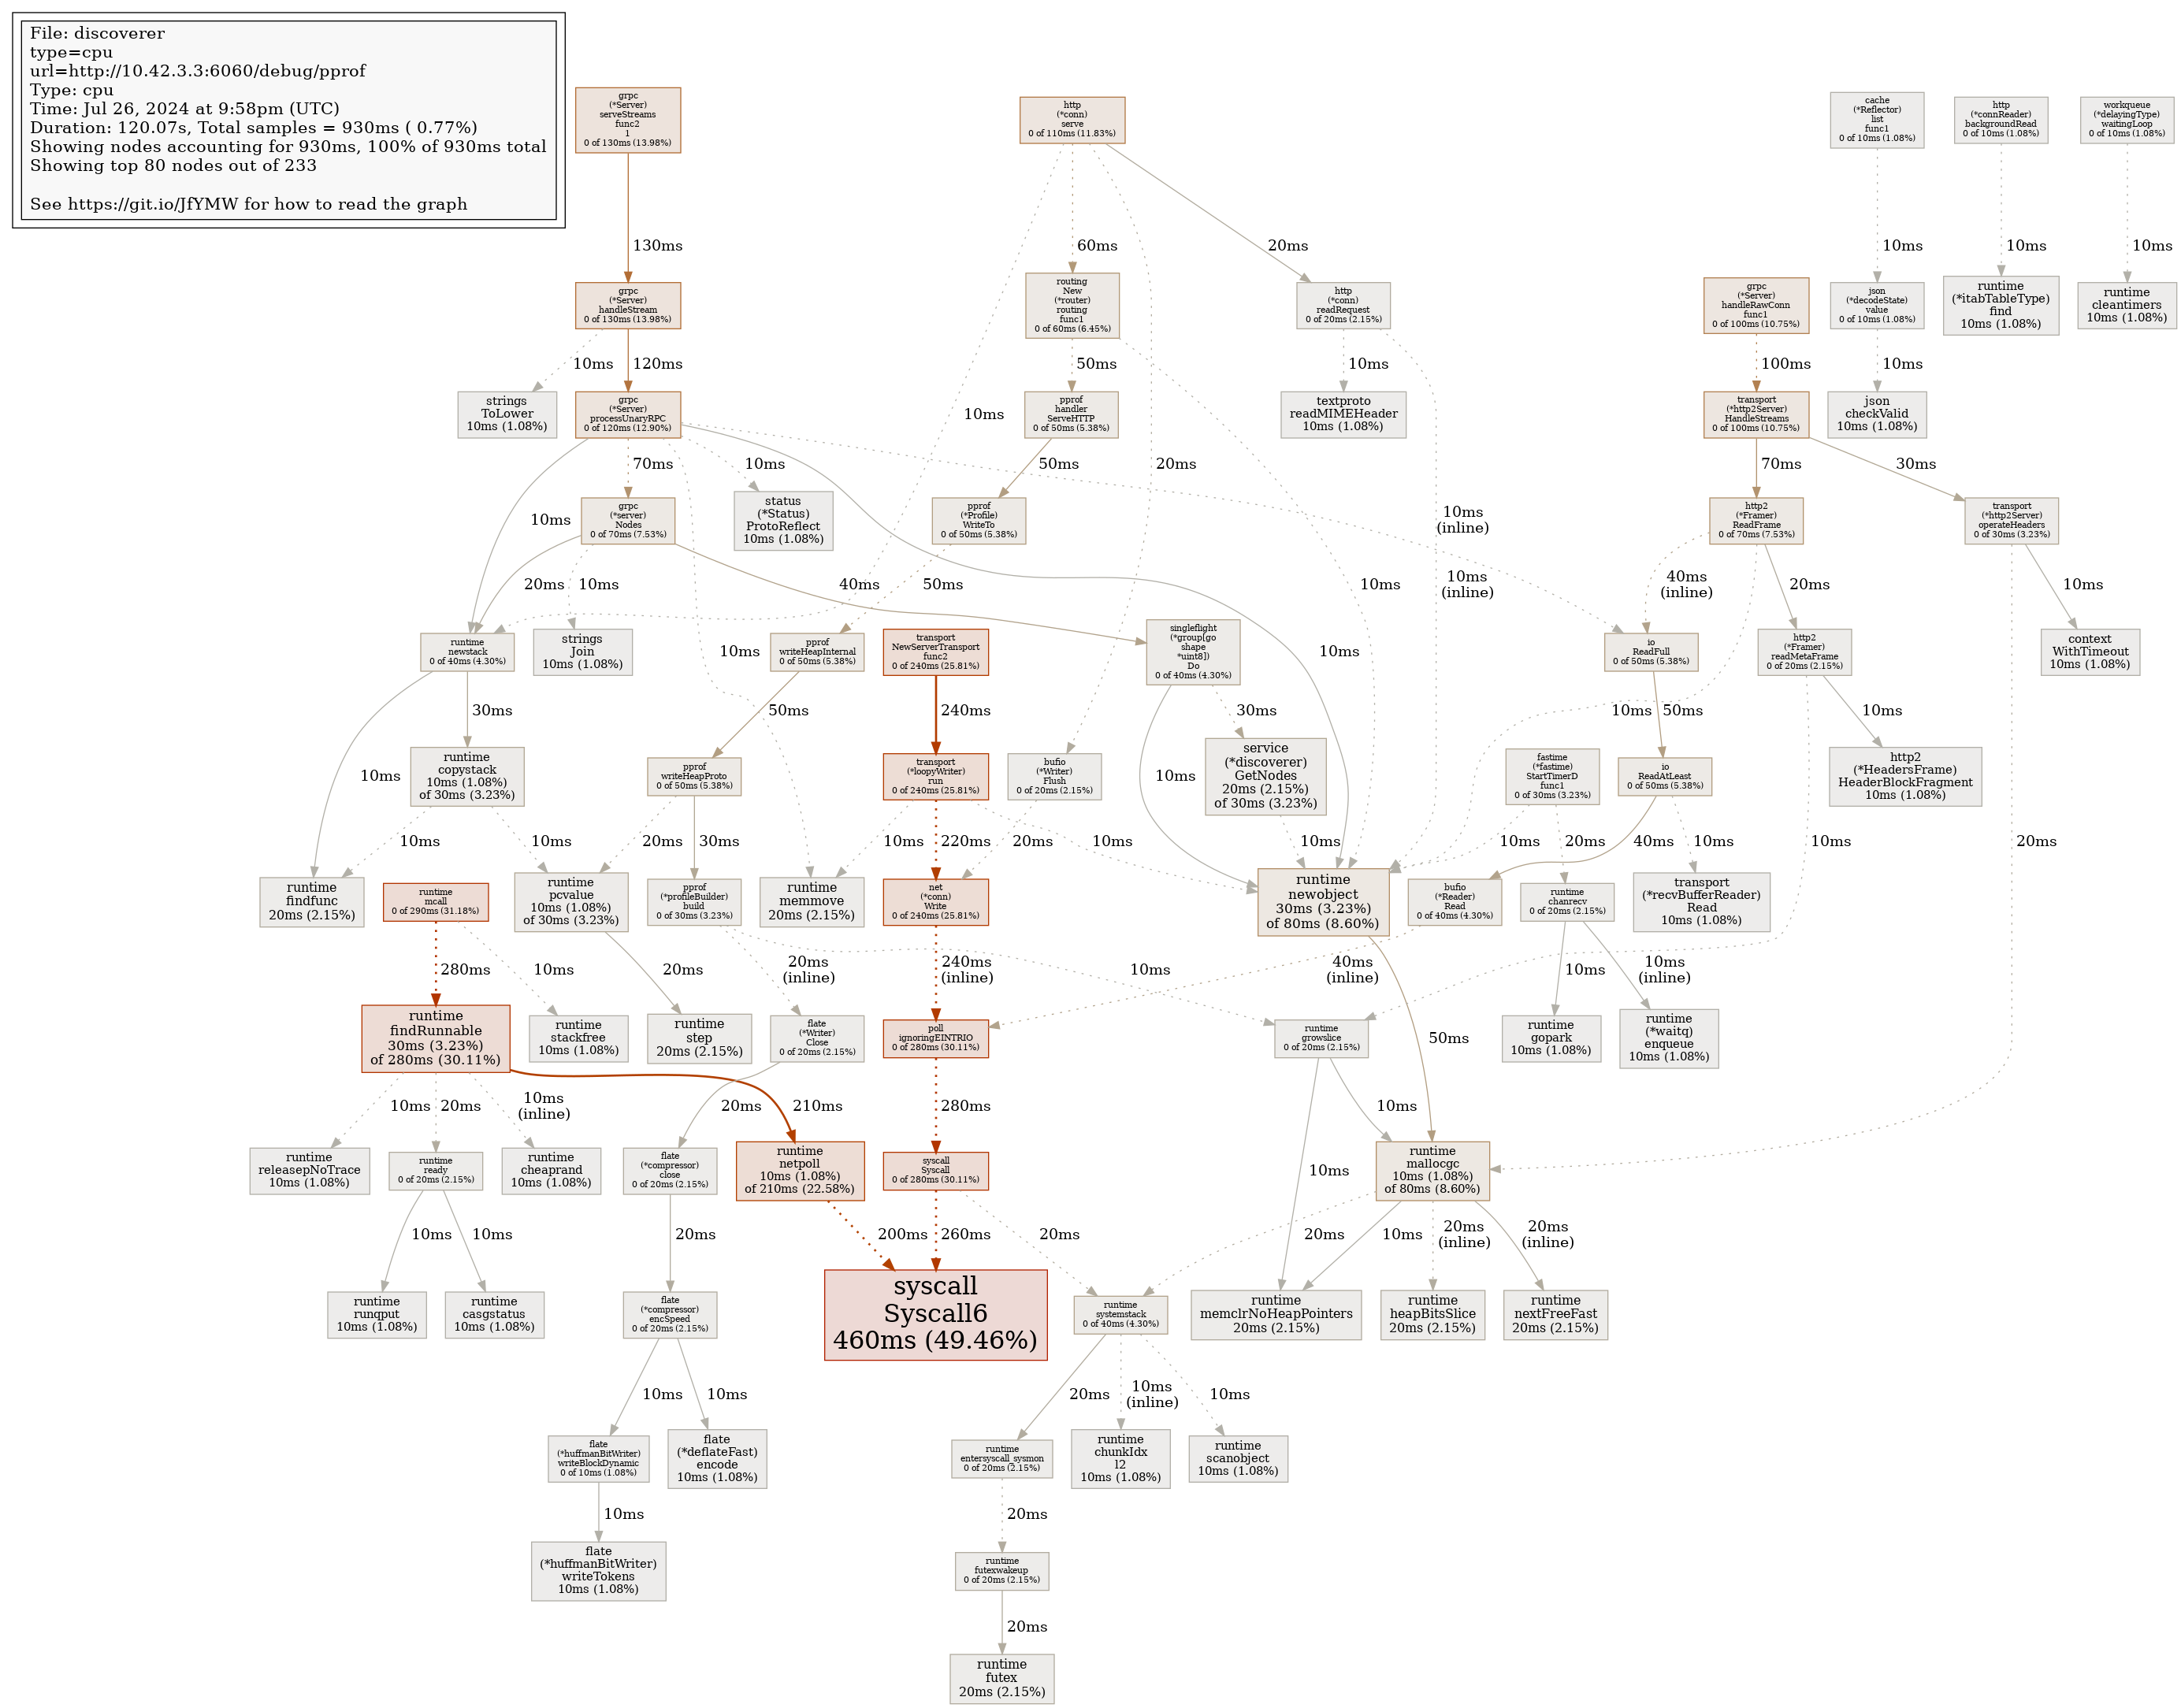 File: discoverer
type=cpu
url=http://10.42.3.3:6060/debug/pprof
Type: cpu
Time: Jul 26, 2024 at 9:58pm (UTC)
Duration: 120.07s, Total samples = 930ms ( 0.77%)
Showing nodes accounting for 930ms, 100% of 930ms total
Showing top 80 nodes out of 233
See https://git.io/JfYMW for how to read the graph
grpc
(*Server)
serveStreams
func2
1
0 of 130ms (13.98%)
http
(*conn)
serve
0 of 110ms (11.83%)
cache
(*Reflector)
list
func1
0 of 10ms (1.08%)
http
(*connReader)
backgroundRead
0 of 10ms (1.08%)
workqueue
(*delayingType)
waitingLoop
0 of 10ms (1.08%)
130ms
60ms
20ms
10ms
10ms
10ms
grpc
(*Server)
handleStream
0 of 130ms (13.98%)
routing
New
(*router)
routing
func1
0 of 60ms (6.45%)
http
(*conn)
readRequest
0 of 20ms (2.15%)
grpc
(*Server)
handleRawConn
func1
0 of 100ms (10.75%)
json
(*decodeState)
value
0 of 10ms (1.08%)
runtime
(*itabTableType)
find
10ms (1.08%)
runtime
cleantimers
10ms (1.08%)
10ms
120ms
50ms
10ms
100ms
10ms
strings
ToLower
10ms (1.08%)
grpc
(*Server)
processUnaryRPC
0 of 120ms (12.90%)
10ms
pprof
handler
ServeHTTP
0 of 50ms (5.38%)
textproto
readMIMEHeader
10ms (1.08%)
transport
(*http2Server)
HandleStreams
0 of 100ms (10.75%)
json
checkValid
10ms (1.08%)
70ms
10ms
50ms
20ms
70ms
30ms
10ms
grpc
(*server)
Nodes
0 of 70ms (7.53%)
status
(*Status)
ProtoReflect
10ms (1.08%)
pprof
(*Profile)
WriteTo
0 of 50ms (5.38%)
10ms
(inline)
http2
(*Framer)
ReadFrame
0 of 70ms (7.53%)
transport
(*http2Server)
operateHeaders
0 of 30ms (3.23%)
20ms
10ms
40ms
50ms
10ms
10ms
(inline)
40ms
(inline)
20ms
10ms
runtime
newstack
0 of 40ms (4.30%)
strings
Join
10ms (1.08%)
10ms
pprof
writeHeapInternal
0 of 50ms (5.38%)
transport
NewServerTransport
func2
0 of 240ms (25.81%)
singleflight
(*group[go
shape
*uint8])
Do
0 of 40ms (4.30%)
10ms
io
ReadFull
0 of 50ms (5.38%)
http2
(*Framer)
readMetaFrame
0 of 20ms (2.15%)
context
WithTimeout
10ms (1.08%)
30ms
50ms
240ms
30ms
10ms
50ms
10ms
10ms
runtime
copystack
10ms (1.08%)
of 30ms (3.23%)
pprof
writeHeapProto
0 of 50ms (5.38%)
transport
(*loopyWriter)
run
0 of 240ms (25.81%)
bufio
(*Writer)
Flush
0 of 20ms (2.15%)
10ms
service
(*discoverer)
GetNodes
20ms (2.15%)
of 30ms (3.23%)
fastime
(*fastime)
StartTimerD
func1
0 of 30ms (3.23%)
io
ReadAtLeast
0 of 50ms (5.38%)
http2
(*HeadersFrame)
HeaderBlockFragment
10ms (1.08%)
10ms
10ms
20ms
30ms
10ms
220ms
20ms
10ms
10ms
10ms
20ms
40ms
10ms
10ms
20ms
runtime
findfunc
20ms (2.15%)
runtime
mcall
0 of 290ms (31.18%)
runtime
pcvalue
10ms (1.08%)
of 30ms (3.23%)
pprof
(*profileBuilder)
build
0 of 30ms (3.23%)
runtime
memmove
20ms (2.15%)
net
(*conn)
Write
0 of 240ms (25.81%)
runtime
newobject
30ms (3.23%)
of 80ms (8.60%)
bufio
(*Reader)
Read
0 of 40ms (4.30%)
runtime
chanrecv
0 of 20ms (2.15%)
transport
(*recvBufferReader)
Read
10ms (1.08%)
280ms
10ms
20ms
20ms
(inline)
240ms
(inline)
10ms
40ms
(inline)
10ms
10ms
(inline)
runtime
findRunnable
30ms (3.23%)
of 280ms (30.11%)
runtime
stackfree
10ms (1.08%)
runtime
step
20ms (2.15%)
flate
(*Writer)
Close
0 of 20ms (2.15%)
poll
ignoringEINTRIO
0 of 280ms (30.11%)
runtime
growslice
0 of 20ms (2.15%)
50ms
runtime
gopark
10ms (1.08%)
runtime
(*waitq)
enqueue
10ms (1.08%)
10ms
20ms
10ms
(inline)
20ms
210ms
280ms
10ms
runtime
releasepNoTrace
10ms (1.08%)
runtime
ready
0 of 20ms (2.15%)
runtime
cheaprand
10ms (1.08%)
flate
(*compressor)
close
0 of 20ms (2.15%)
runtime
netpoll
10ms (1.08%)
of 210ms (22.58%)
syscall
Syscall
0 of 280ms (30.11%)
10ms
runtime
mallocgc
10ms (1.08%)
of 80ms (8.60%)
10ms
10ms
20ms
200ms
260ms
20ms
20ms
10ms
20ms
(inline)
20ms
(inline)
runtime
runqput
10ms (1.08%)
runtime
casgstatus
10ms (1.08%)
flate
(*compressor)
encSpeed
0 of 20ms (2.15%)
syscall
Syscall6
460ms (49.46%)
runtime
systemstack
0 of 40ms (4.30%)
runtime
memclrNoHeapPointers
20ms (2.15%)
runtime
heapBitsSlice
20ms (2.15%)
runtime
nextFreeFast
20ms (2.15%)
10ms
10ms
20ms
10ms
(inline)
10ms
flate
(*huffmanBitWriter)
writeBlockDynamic
0 of 10ms (1.08%)
flate
(*deflateFast)
encode
10ms (1.08%)
runtime
entersyscall_sysmon
0 of 20ms (2.15%)
runtime
chunkIdx
l2
10ms (1.08%)
runtime
scanobject
10ms (1.08%)
10ms
20ms
flate
(*huffmanBitWriter)
writeTokens
10ms (1.08%)
runtime
futexwakeup
0 of 20ms (2.15%)
20ms
runtime
futex
20ms (2.15%)